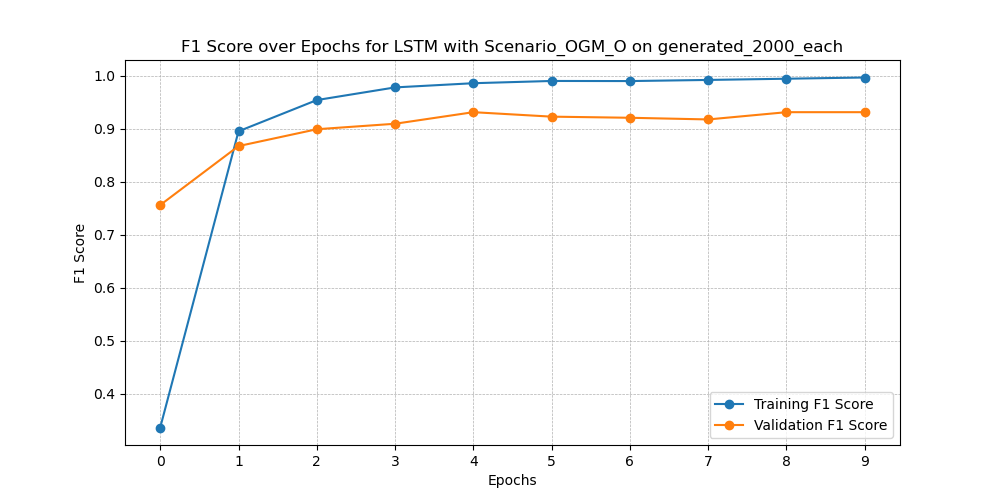 F1 Score over Epochs for LSTM with Scenario_OGM_O on generated_2000_each
1.0
0.9
0.8
0.7
0.6
0.5
0.4
F1 Score
0 1 2 3 4 5 6 7 8 9
Epochs
Training F1 Score
Validation F1 Score